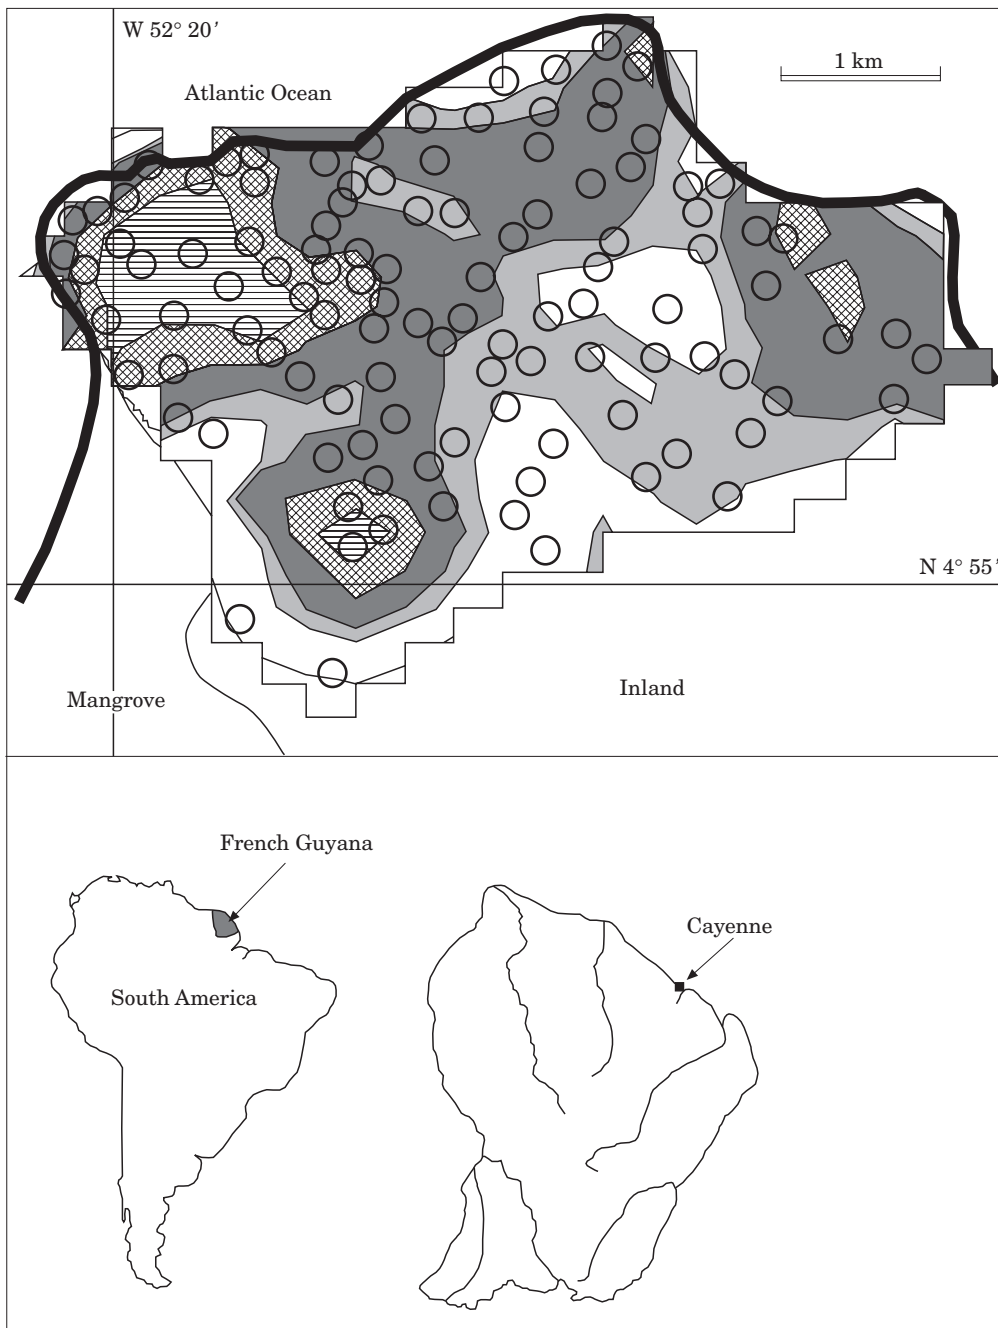 W 52° 20′
1 km
Atlantic Ocean
N 4° 55′
Mangrove
Inland
French Guyana
Cayenne
South America